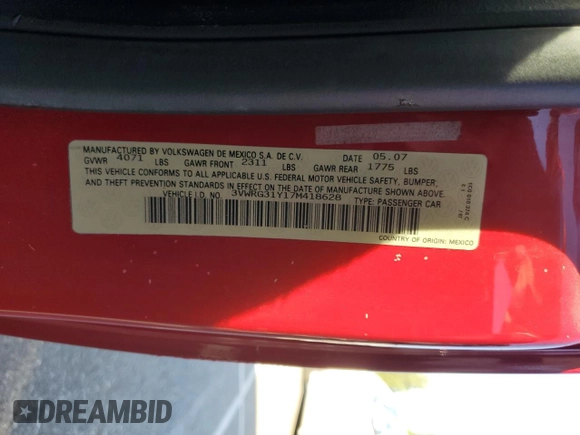 MANUFACTURED BY VOLKSWAGEN DE MEXICO S.A. DE C.V. DATE 05.07
GVWR 4071 LBS GAWR FRONT 2311 LBS GAWR REAR 1775 LBS
THIS VEHICLE CONFORMS TO ALL APPLICABLE U.S. FEDERAL MOTOR VEHICLE SAFETY, BUMPER,
AND THEFT PREVENTION STANDARDS IN EFFECT ON THE DATE OF MANUFACTURE SHOWN ABOVE.
VEHICLE I.D. NO. 3VWRG31Y17M418628 TYPE: PASSENGER CAR
COUNTRY OF ORIGIN: MEXICO
DREAMBID